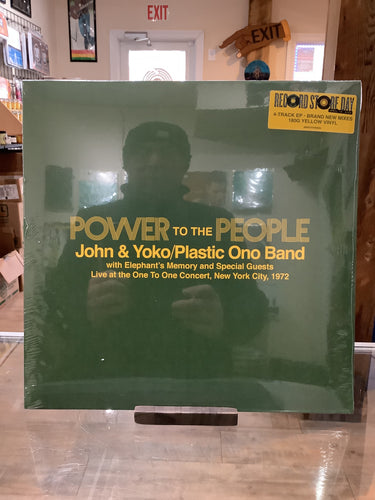 EXIT
EXIT
RECORD STORE DAY
4-TRACK EP · BRAND NEW MIXES
180G YELLOW VINYL
POWER TO THE PEOPLE
John & Yoko/Plastic Ono Band
with Elephant's Memory and Special Guests
Live at the One To One Concert, New York City, 1972